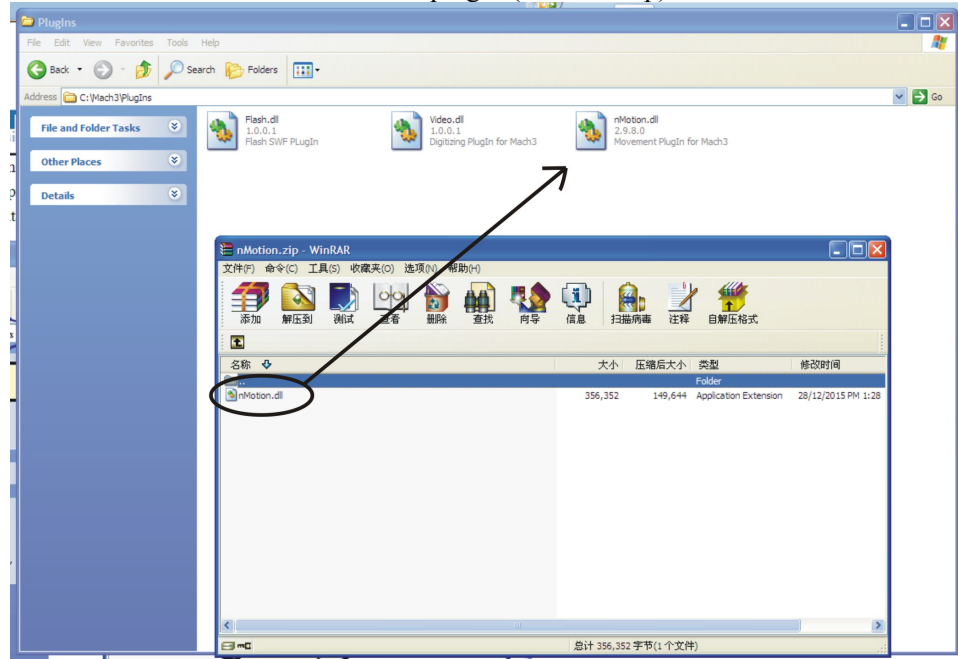 PlugIns
File Edit View Favorites Tools Help
Back Search Folders
Address C:\Mach3\PlugIns Go
File and Folder Tasks
Other Places
Details
Flash.dll
1.0.0.1
Flash SWF PLugIn
Video.dll
1.0.0.1
Digitizing PlugIn for Mach3
nMotion.dll
2.9.8.0
Movement PlugIn for Mach3
nMotion.zip - WinRAR
文件(F) 命令(C) 工具(S) 收藏夹(O) 选项(N) 帮助(H)
添加 解压到 测试 查看 删除 查找 向导 信息 扫描病毒 注释 自解压格式
名称 大小 压缩后大小 类型 修改时间
.. Folder
nMotion.dll 356,352 149,644 Application Extension 28/12/2015 PM 1:28
总计 356,352 字节(1 个文件)